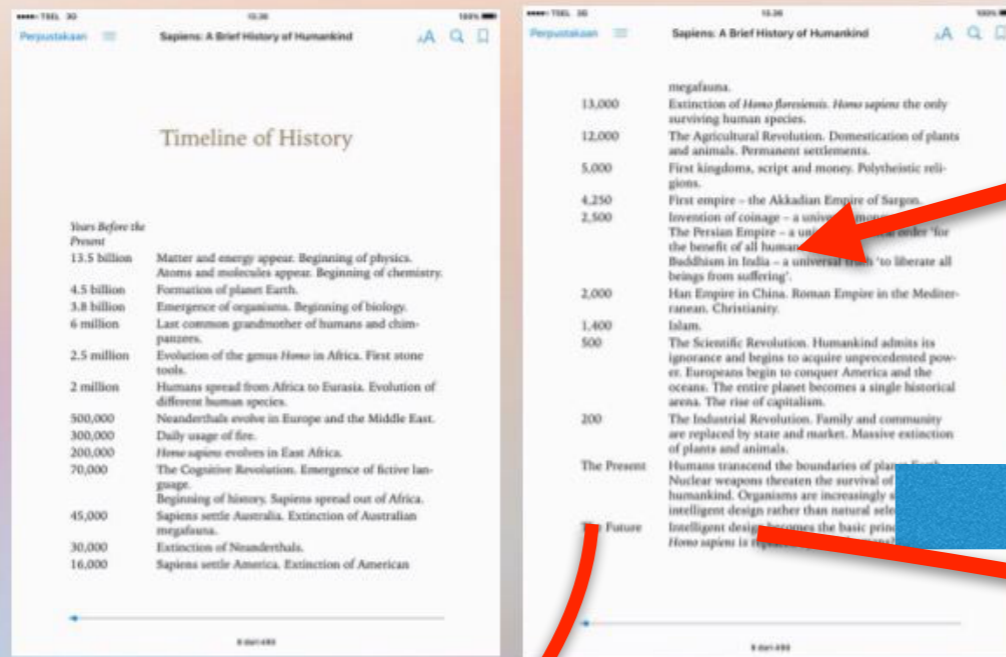 TSEL 3G
13.39
100%
Perpustakaan
Sapiens: A Brief History of Humankind
AA
Timeline of History
Years Before the
Present
13.5 billion Matter and energy appear. Beginning of physics.
Atoms and molecules appear. Beginning of chemistry.
4.5 billion Formation of planet Earth.
3.8 billion Emergence of organisms. Beginning of biology.
6 million Last common grandmother of humans and chim-
panzees.
2.5 million Evolution of the genus Homo in Africa. First stone
tools.
2 million Humans spread from Africa to Eurasia. Evolution of
different human species.
500,000 Neanderthals evolve in Europe and the Middle East.
300,000 Daily usage of fire.
200,000 Homo sapiens evolves in East Africa.
70,000 The Cognitive Revolution. Emergence of fictive lan-
guage.
Beginning of history. Sapiens spread out of Africa.
45,000 Sapiens settle Australia. Extinction of Australian
megafauna.
30,000 Extinction of Neanderthals.
16,000 Sapiens settle America. Extinction of American
TSEL 3G
Perpustakaan
Sapiens: A Brief History of Humankind
AA
megafauna.
13,000 Extinction of Homo floresiensis. Homo sapiens the only
surviving human species.
12,000 The Agricultural Revolution. Domestication of plants
and animals. Permanent settlements.
5,000 First kingdoms, script and money. Polytheistic reli-
gions.
4,250 First empire – the Akkadian Empire of Sargon.
2,500 Invention of coinage – a
The Persian Empire – a order ‘for
the benefit of all
Buddhism in India – a universal truth ‘to liberate all
beings from suffering’.
2,000 Han Empire in China. Roman Empire in the Mediter-
ranean. Christianity.
1,400 Islam.
500 The Scientific Revolution. Humankind admits its
ignorance and begins to acquire unprecedented pow-
er. Europeans begin to conquer America and the
oceans. The entire planet becomes a single historical
arena. The rise of capitalism.
200 The Industrial Revolution. Family and community
are replaced by state and market. Massive extinction
of plants and animals.
The Present Humans transcend the boundaries of
Nuclear weapons threaten the survival of
humankind. Organisms are increasingly
intelligent design rather than natural
The Future Intelligent design becomes the basic
Homo sapiens is